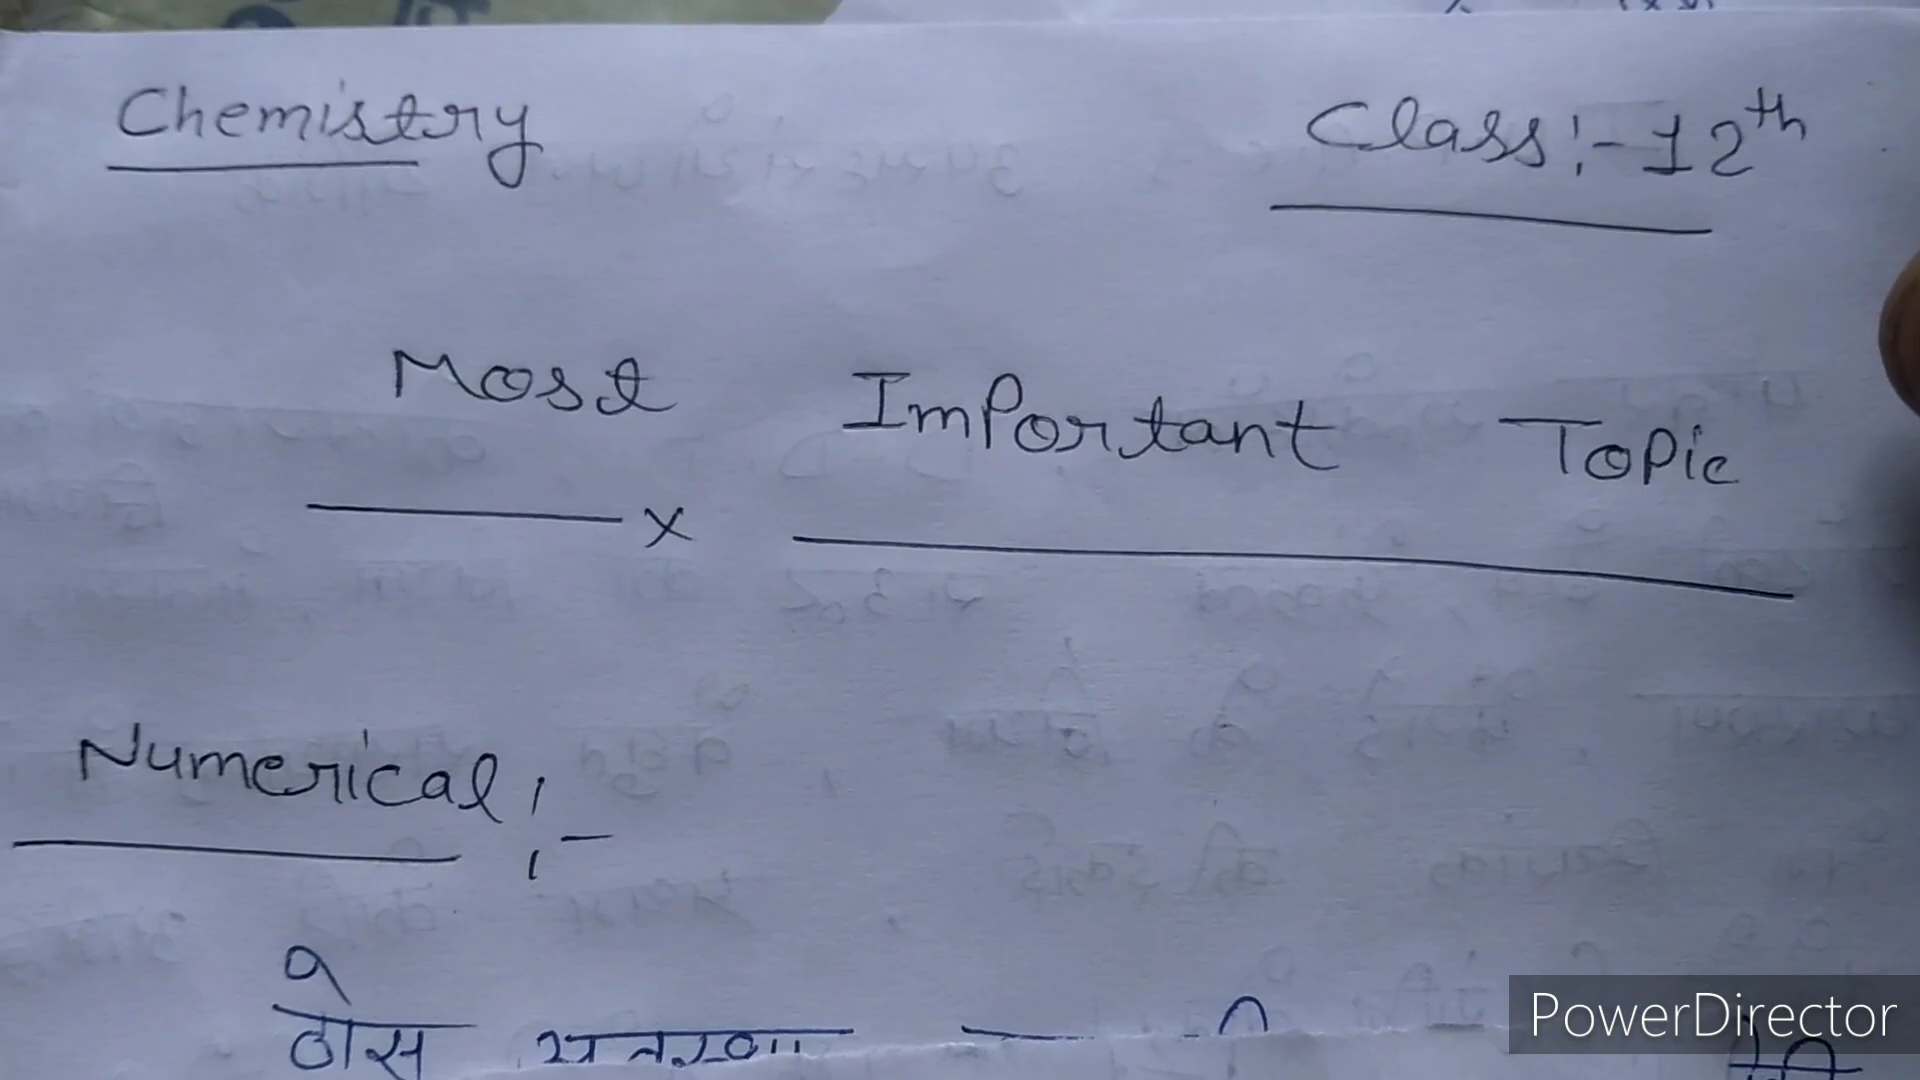 Chemistry
Class:-12th
Most Important Topic
x
Numerical:-
ठोस
PowerDirector